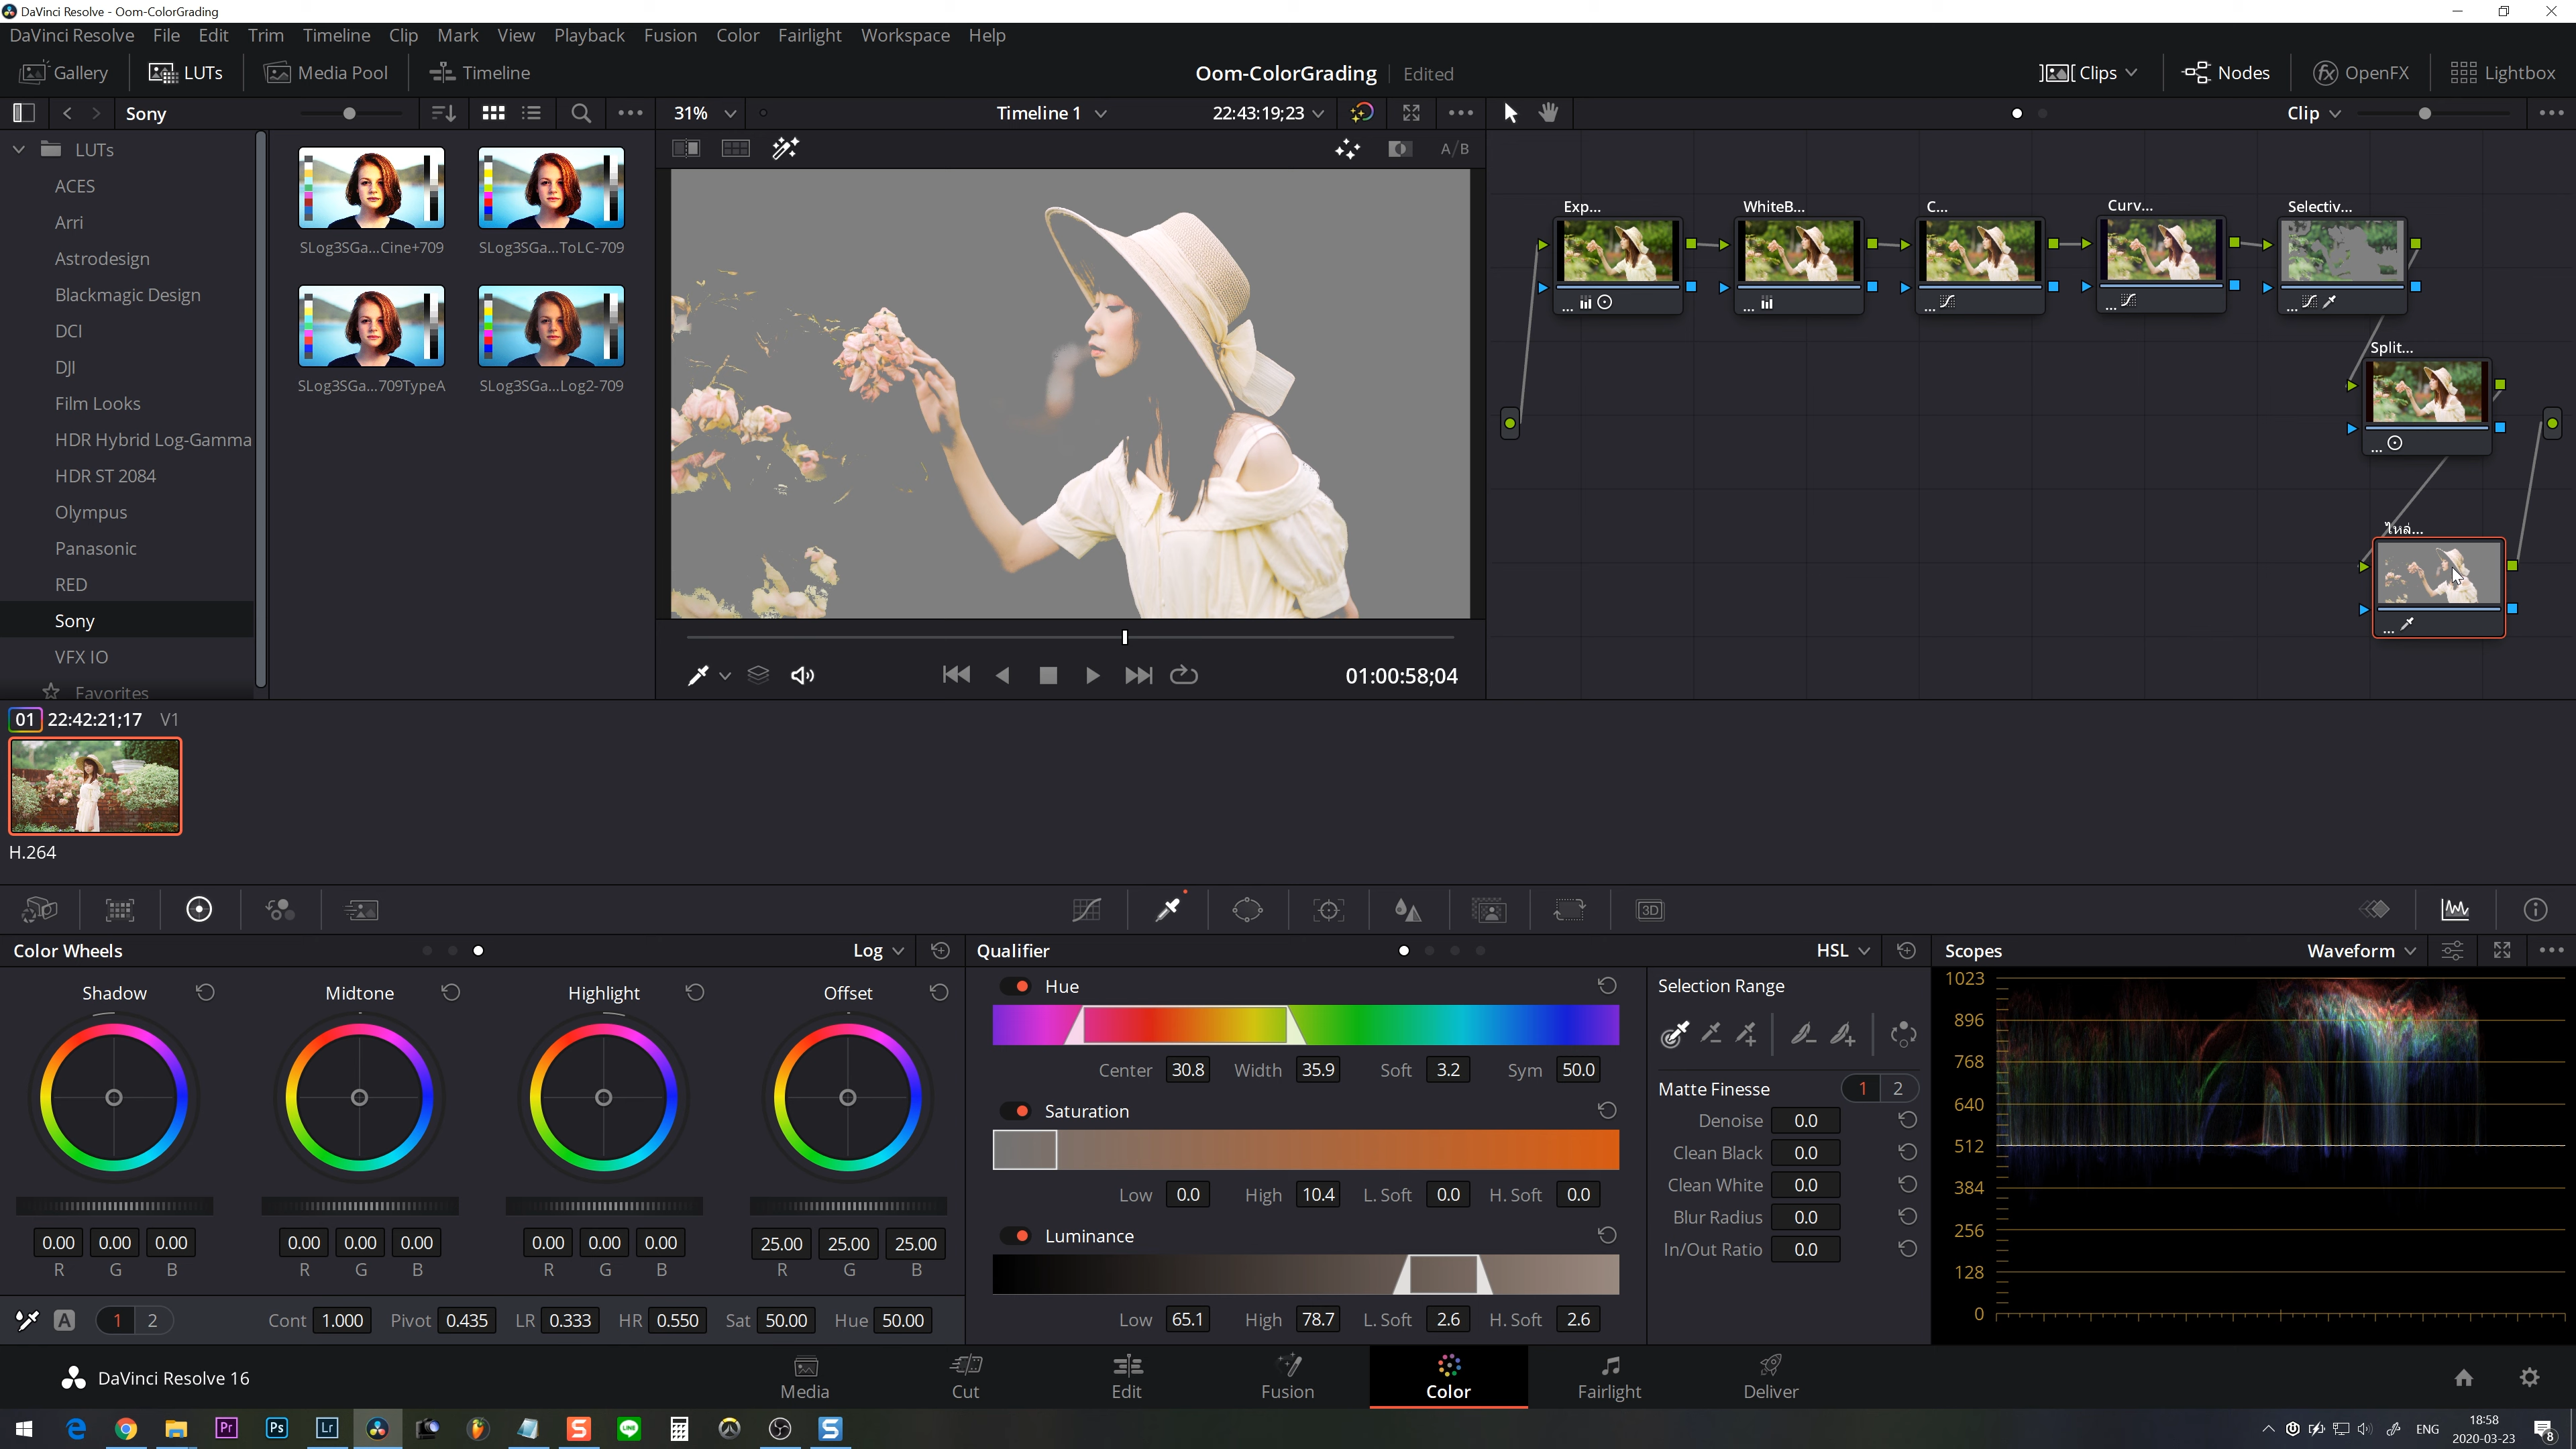 DaVinci Resolve - Oom-ColorGrading
DaVinci Resolve File Edit Trim Timeline Clip Mark View Playback Fusion Color Fairlight Workspace Help
Gallery LUTs Media Pool Timeline Oom-ColorGrading Edited Clips Nodes OpenFX Lightbox
Sony 31% Timeline 1 22:43:19;23 Clip
A/B
LUTs
ACES
Arri
Astrodesign
Blackmagic Design
DCI
DJI
Film Looks
HDR Hybrid Log-Gamma
HDR ST 2084
Olympus
Panasonic
RED
Sony
VFX IO
Favorites
SLog3SGa...Cine+709 SLog3SGa...ToLC-709
SLog3SGa...709TypeA SLog3SGa...Log2-709
Exp... WhiteB... C... Curv... Selectiv...
Split...
ไหล่...
01:00:58;04
01 22:42:21;17 V1
H.264
3D
Color Wheels Log Qualifier HSL Scopes Waveform
Shadow Midtone Highlight Offset
0.00 0.00 0.00 0.00 0.00 0.00 0.00 0.00 0.00 25.00 25.00 25.00
R G B R G B R G B R G B
A 1 2 Cont 1.000 Pivot 0.435 LR 0.333 HR 0.550 Sat 50.00 Hue 50.00
Hue
Center 30.8 Width 35.9 Soft 3.2 Sym 50.0
Saturation
Low 0.0 High 10.4 L. Soft 0.0 H. Soft 0.0
Luminance
Low 65.1 High 78.7 L. Soft 2.6 H. Soft 2.6
Selection Range
Matte Finesse 1 2
Denoise 0.0
Clean Black 0.0
Clean White 0.0
Blur Radius 0.0
In/Out Ratio 0.0
1023
896
768
640
512
384
256
128
0
DaVinci Resolve 16 Media Cut Edit Fusion Color Fairlight Deliver
Pr Ps Lr S LINE S ENG 18:58
2020-03-23 8